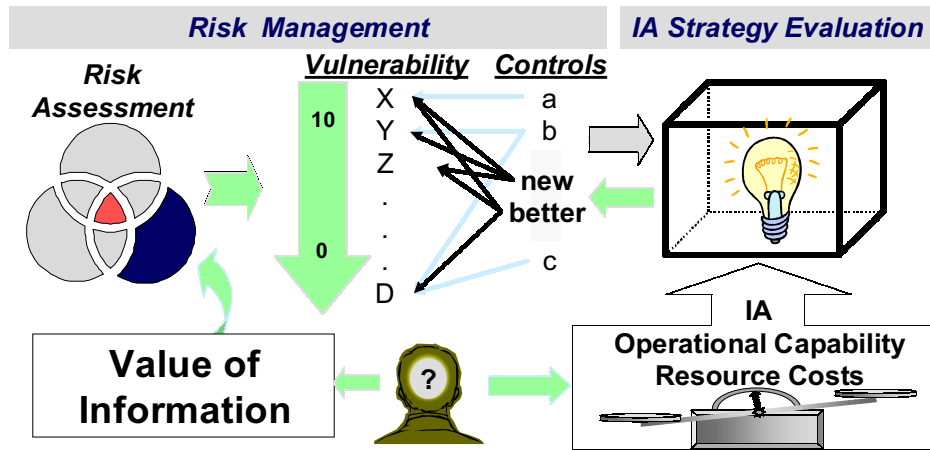 Risk Management
IA Strategy Evaluation
Risk
Assessment
Vulnerability
Controls
10
0
X
Y
Z
.
.
.
D
a
b
new
better
c
Value of
Information
?
IA
Operational Capability
Resource Costs